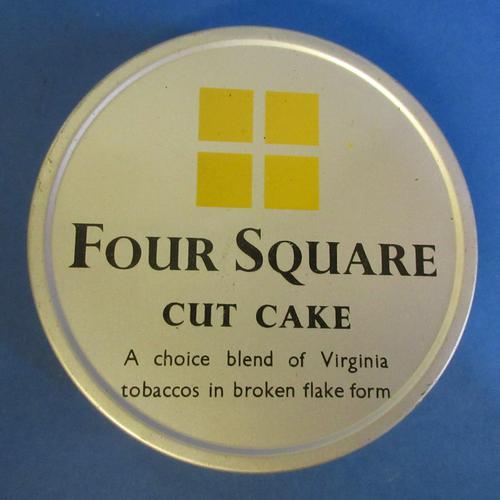 FOUR SQUARE
CUT CAKE
A choice blend of Virginia
tobaccos in broken flake form